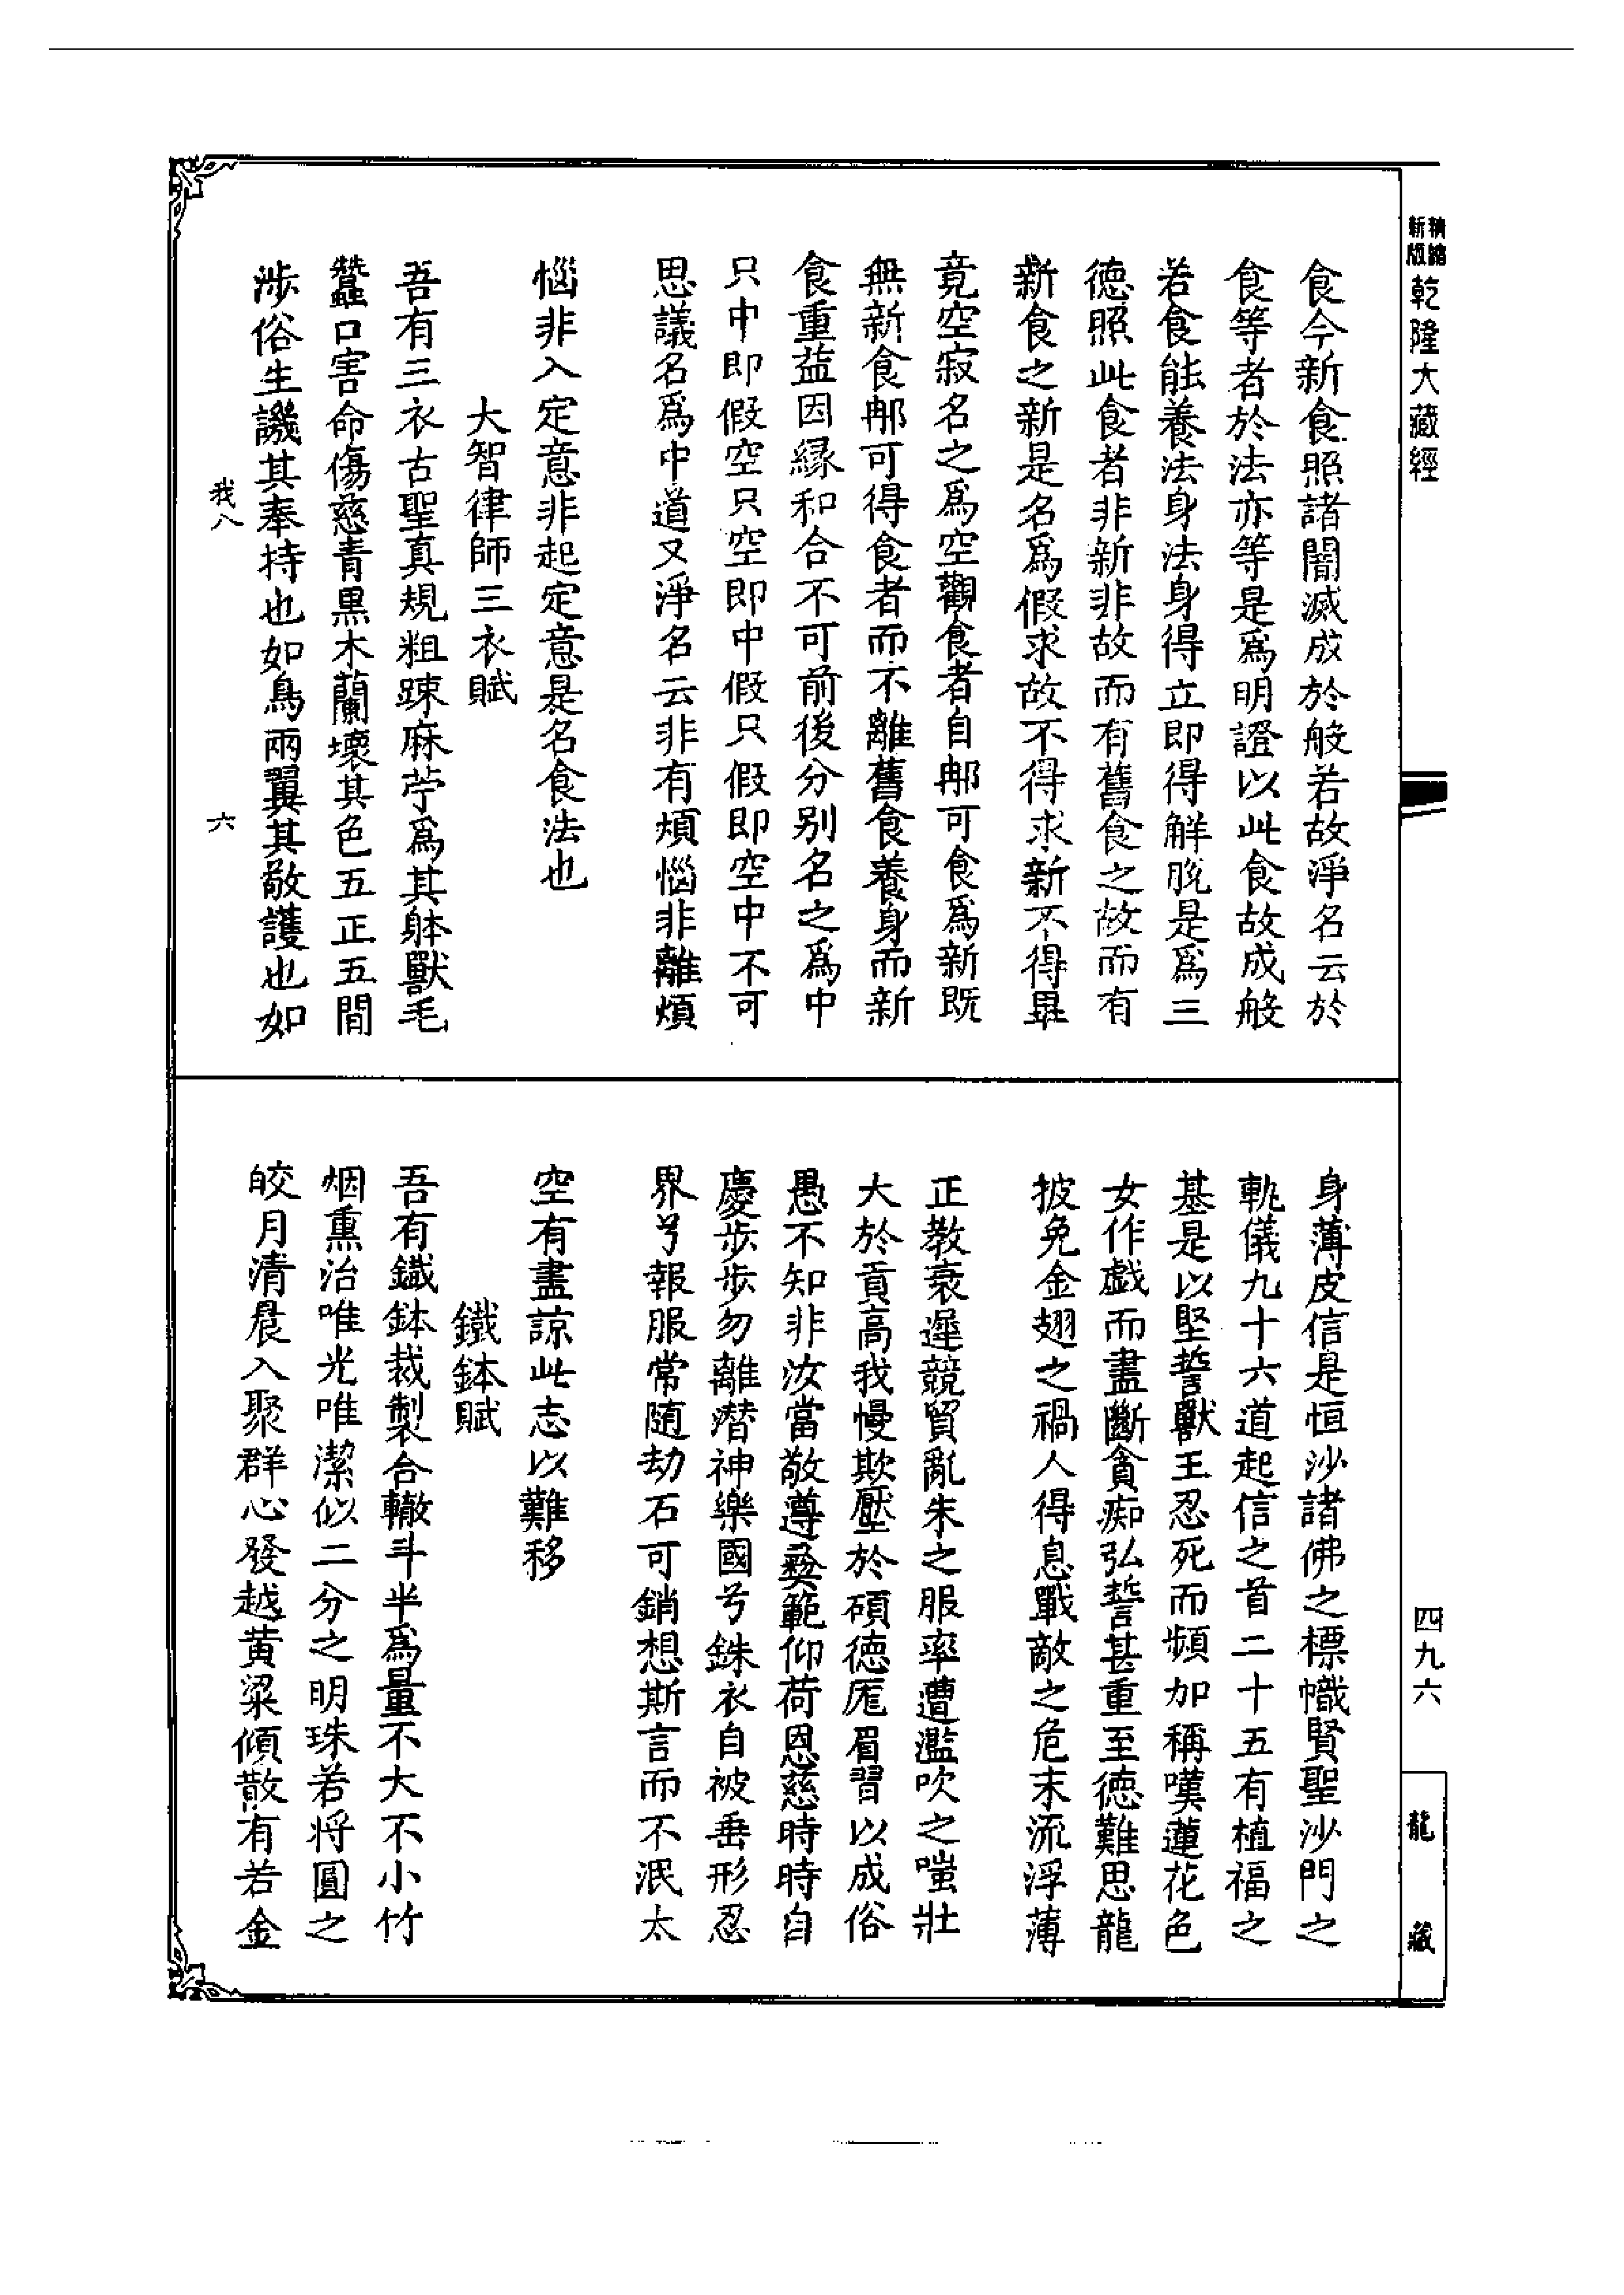 新版
精縮
乾隆大藏經
四九六
龍藏
食今新食照諸闇滅成於般若故淨名云於
食等者於法亦等是爲明證以此食故成般
若食能養法身法身得立即得解脫是爲三
德照此食者非新非故而有舊食之故而有
新食之新是名爲假求故不得求新不得畢
竟空寂名之爲空觀食者自那可食爲新既
無新食那可得食者而不離舊食養身而新
食重益因緣和合不可前後分别名之爲中
只中即假空只空即中假只假即空中不可
思議名爲中道又淨名云非有煩惱非離煩
惱非入定意非起定意是名食法也
大智律師三衣賦
吾有三衣古聖真規粗踈麻苧爲其躰獸毛
蠶口害命傷慈青黑木蘭壞其色五正五間
涉俗生譏其奉持也如鳥兩翼其敬護也如
我八
六
身薄皮信是恒沙諸佛之標幟賢聖沙門之
軌儀九十六道起信之首二十五有植福之
基是以堅誓獸王忍死而頻加稱嘆蓮花色
女作戲而盡斷貪痴弘誓甚重至德難思龍
披免金翅之禍人得息戰敵之危末流浮薄
正教衰遲競貿亂朱之服率遭濫吹之嗤壯
大於貢高我慢欺壓於碩德厖眉習以成俗
愚不知非汝當敬遵彜範仰荷恩慈時時自
慶步步勿離潛神樂國兮銖衣自被垂形忍
界兮報服常随劫石可銷想斯言而不泯太
空有盡諒此志以難移
鐵鉢賦
吾有鐵鉢裁製合轍斗半爲量不大不小竹
烟熏治唯光唯潔似二分之明珠若將圓之
皎月清晨入聚群心發越黄粱傾散有若金